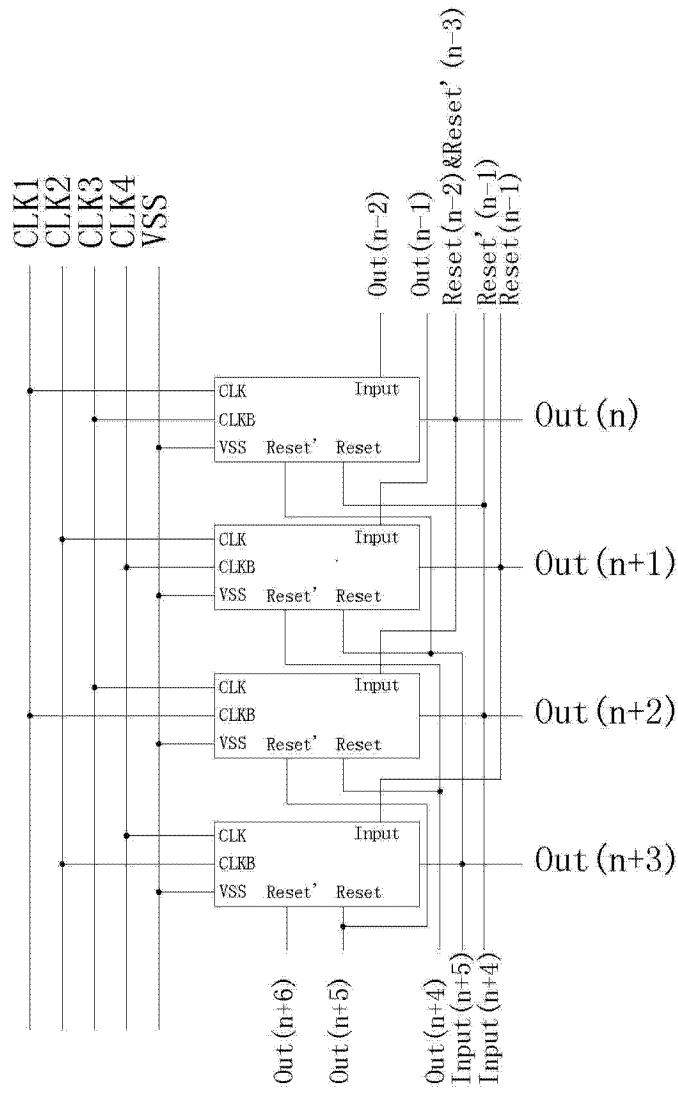 CLK1
CLK2
CLK3
CLK4
VSS
Out(n-2)
Out(n-1)
Reset(n-2)&Reset'(n-3)
Reset'(n-1)
Reset(n-1)
CLK
Input
CLKB
VSS
Reset'
Reset
Out(n)
CLK
Input
CLKB
VSS
Reset'
Reset
Out(n+1)
CLK
Input
CLKB
VSS
Reset'
Reset
Out(n+2)
CLK
Input
CLKB
VSS
Reset'
Reset
Out(n+3)
Out(n+6)
Out(n+5)
Out(n+4)
Input(n+5)
Input(n+4)